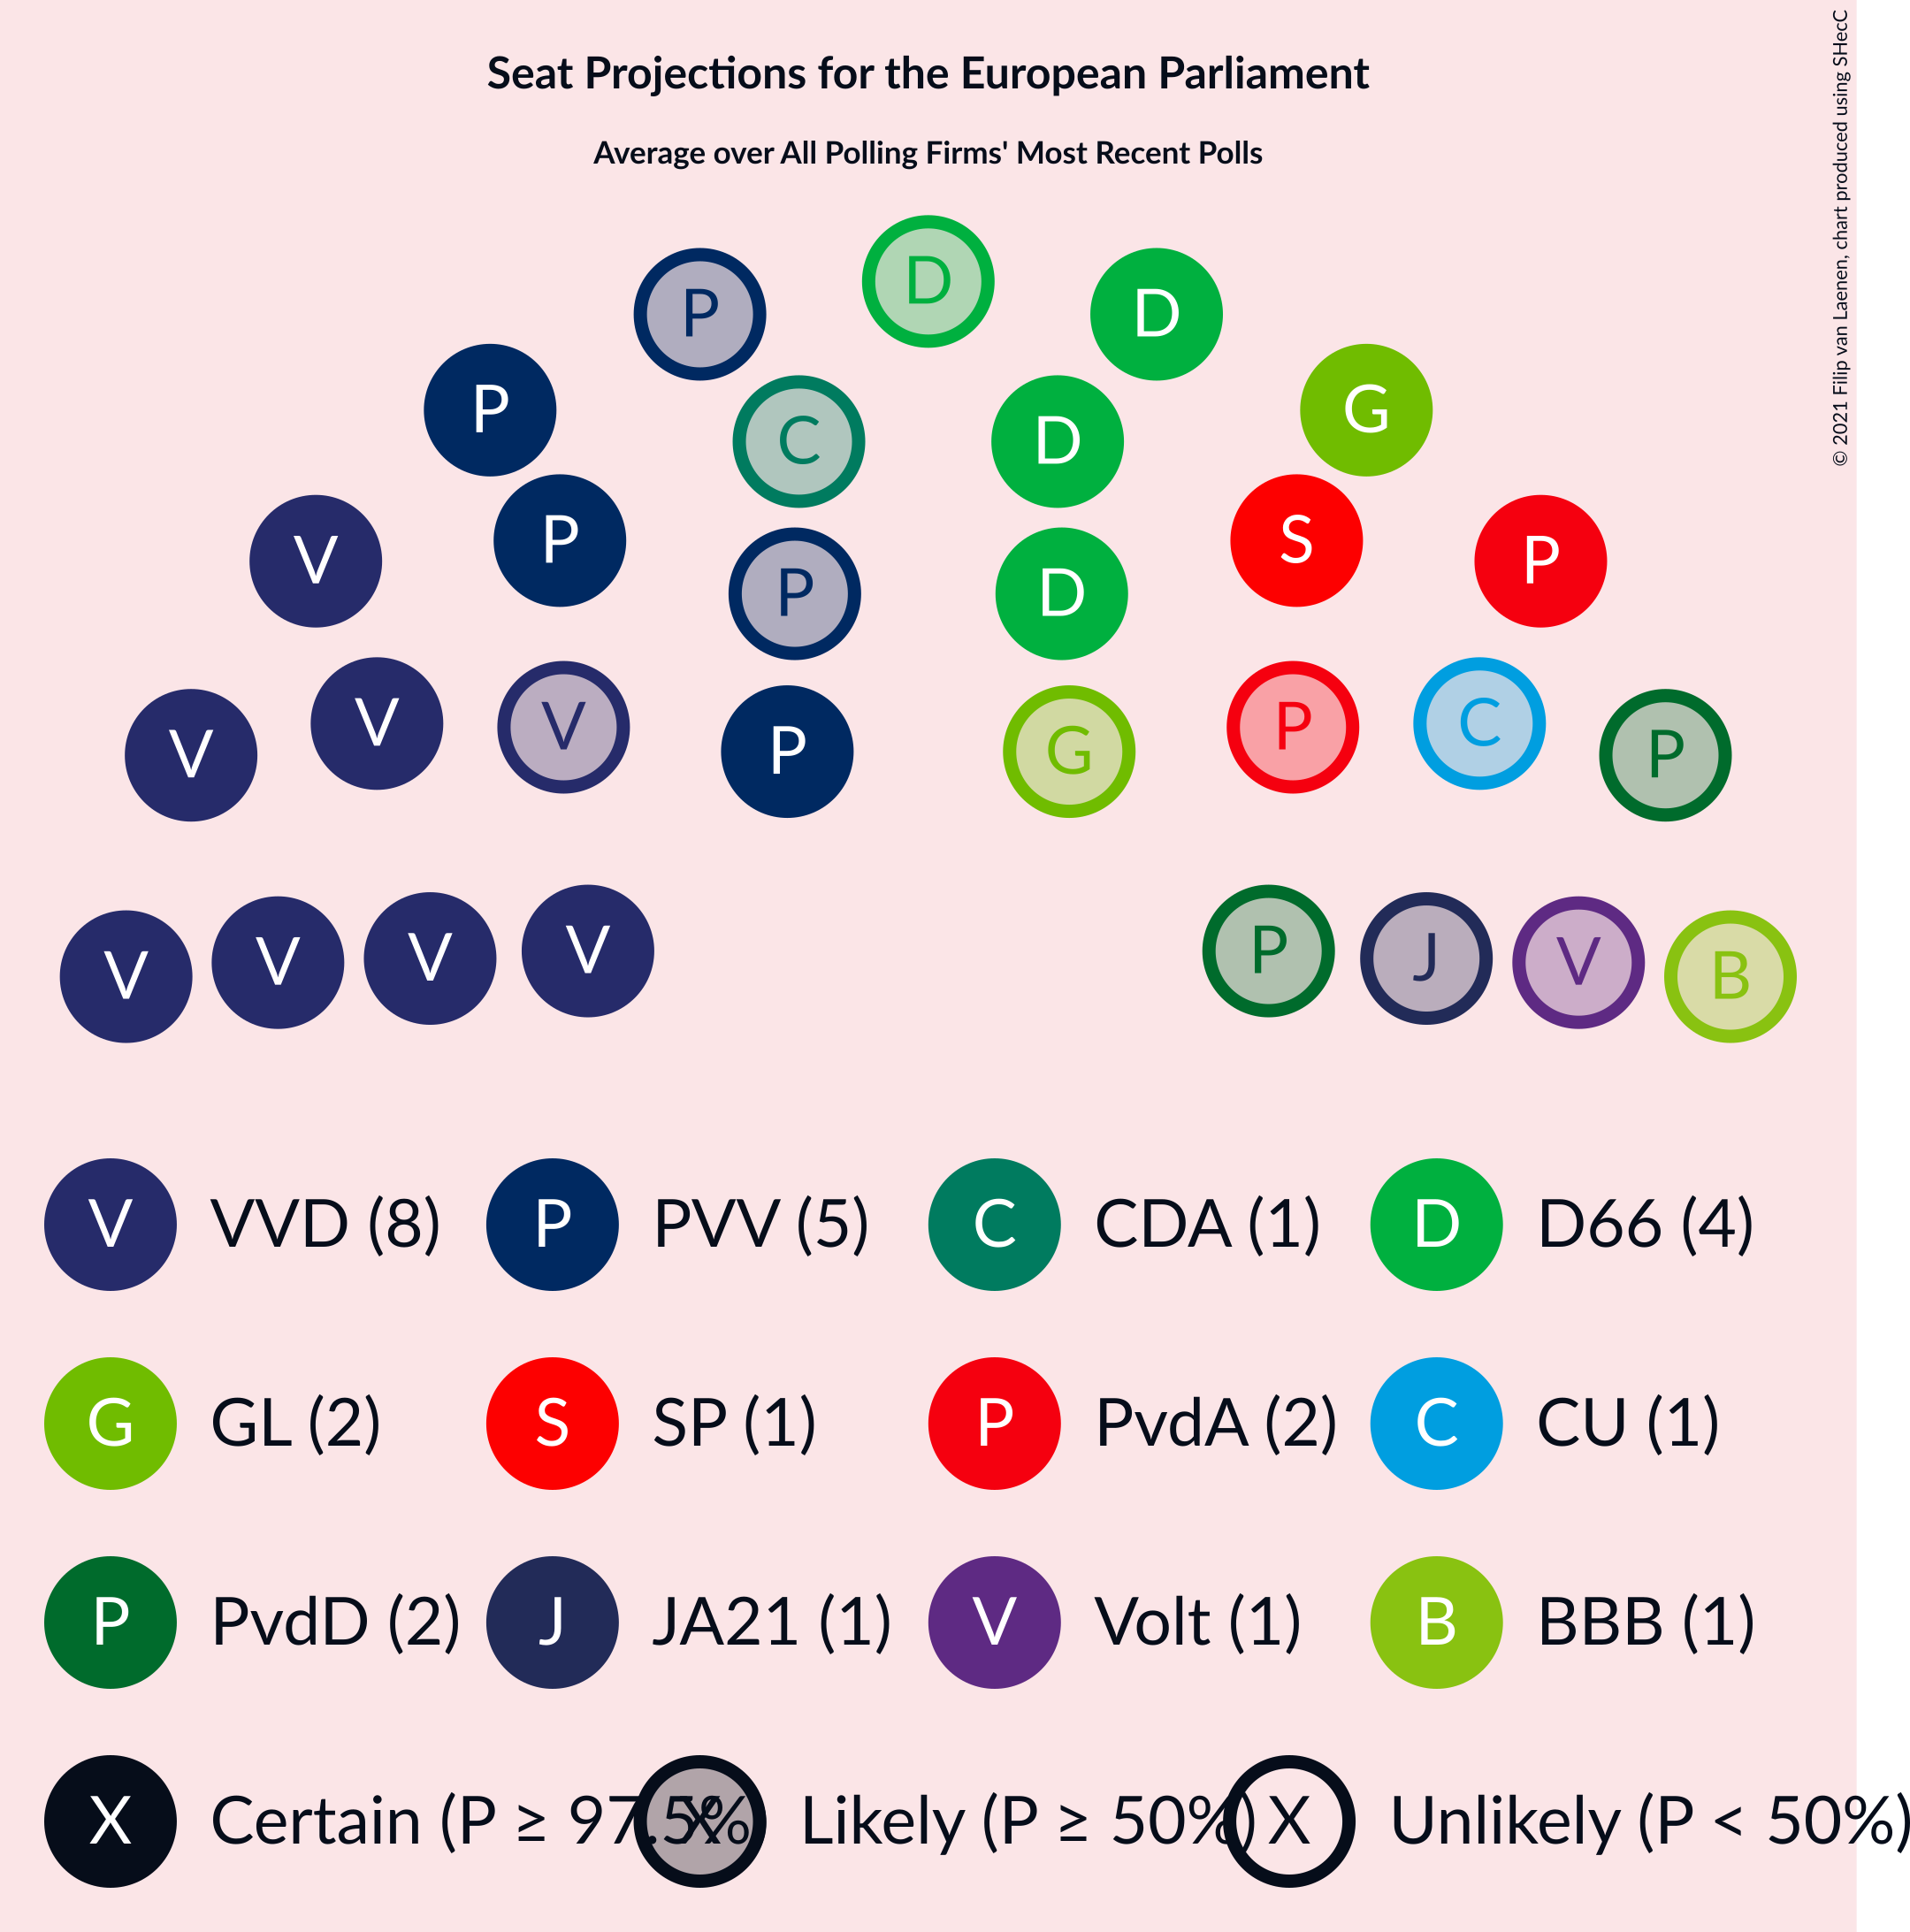 Seat Projections for the European Parliament
Average over All Polling Firms' Most Recent Polls
© 2021 Filip van Laenen, chart produced using SHecC
D
P D
P G
C D
P S
V P
P D
V C
V P
V P
P G
V V V V
P J V B
V VVD (8) P PVV (5) C CDA (1) D D66 (4)
G GL (2) S SP (1) P PvdA (2) C CU (1)
P PvdD (2) J JA21 (1) V Volt (1) B BBB (1)
X Certain (P ≥ 97.5% X Likely (P ≥ 50%) X Unlikely (P < 50%)